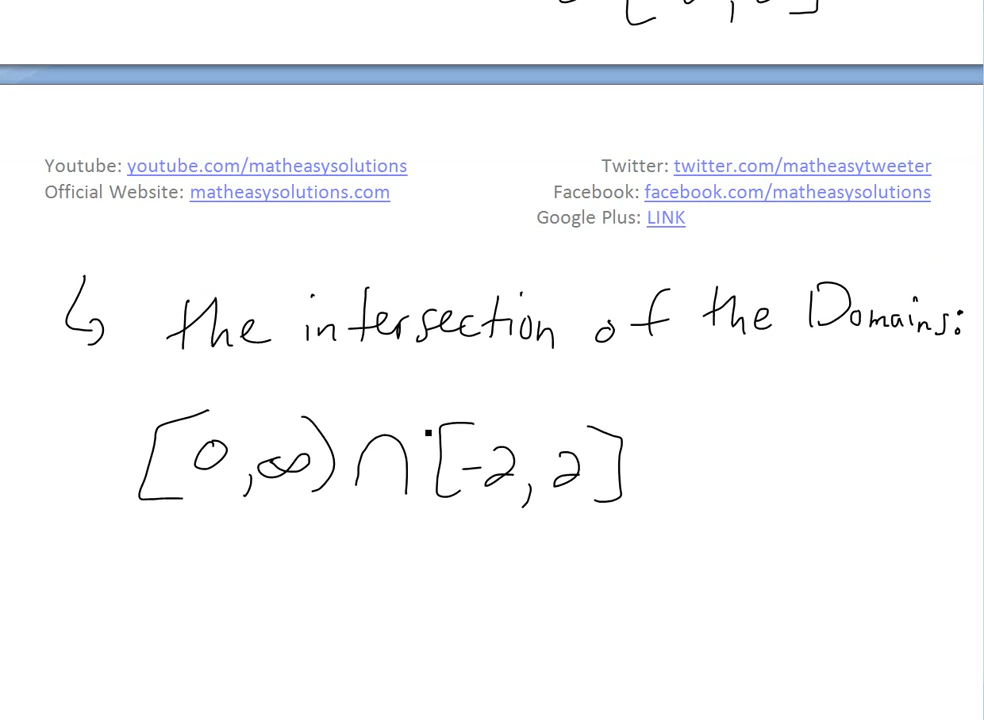 Youtube: youtube.com/matheasysolutions
Official Website: matheasysolutions.com
Twitter: twitter.com/matheasytweeter
Facebook: facebook.com/matheasysolutions
Google Plus: LINK
↳ the intersection of the Domains:
[0,∞) ∩ [-2, 2]